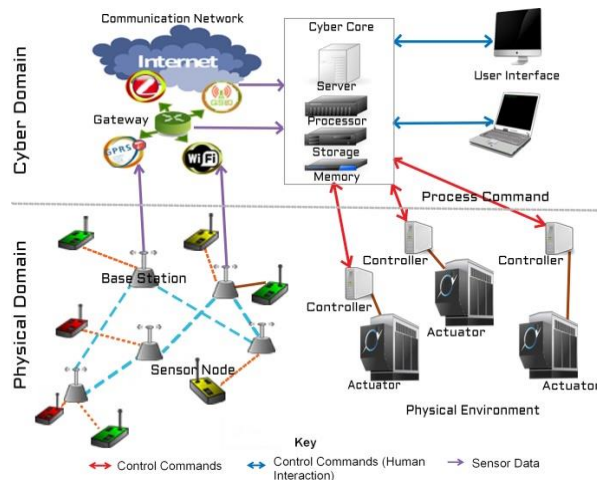 Communication Network
Internet
Gateway
GPRS
WiFi
Cyber Core
Server
Processor
Storage
Memory
User Interface
Process Command
Cyber Domain
Physical Domain
Base Station
Sensor Node
Controller
Controller
Controller
Actuator
Actuator
Actuator
Physical Environment
Key
Control Commands
Control Commands (Human
Interaction)
Sensor Data